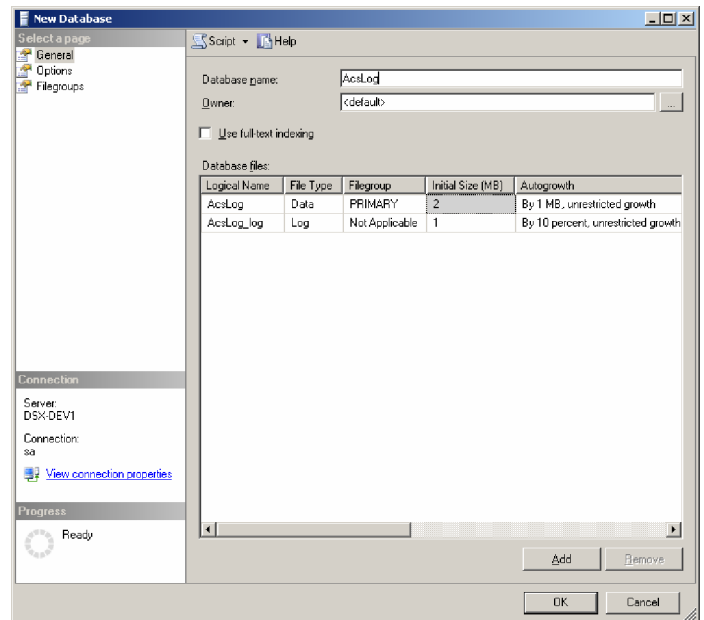 New Database
Select a page
General
Options
Filegroups
Script Help
Database name: AcsLog
Owner: <default> ...
Use full-text indexing
Database files:
Logical Name File Type Filegroup Initial Size (MB) Autogrowth
AcsLog Data PRIMARY 2 By 1 MB, unrestricted growth
AcsLog_log Log Not Applicable 1 By 10 percent, unrestricted growth
Connection
Server:
DSX-DEV1
Connection:
sa
View connection properties
Progress
Ready
Add Remove
OK Cancel